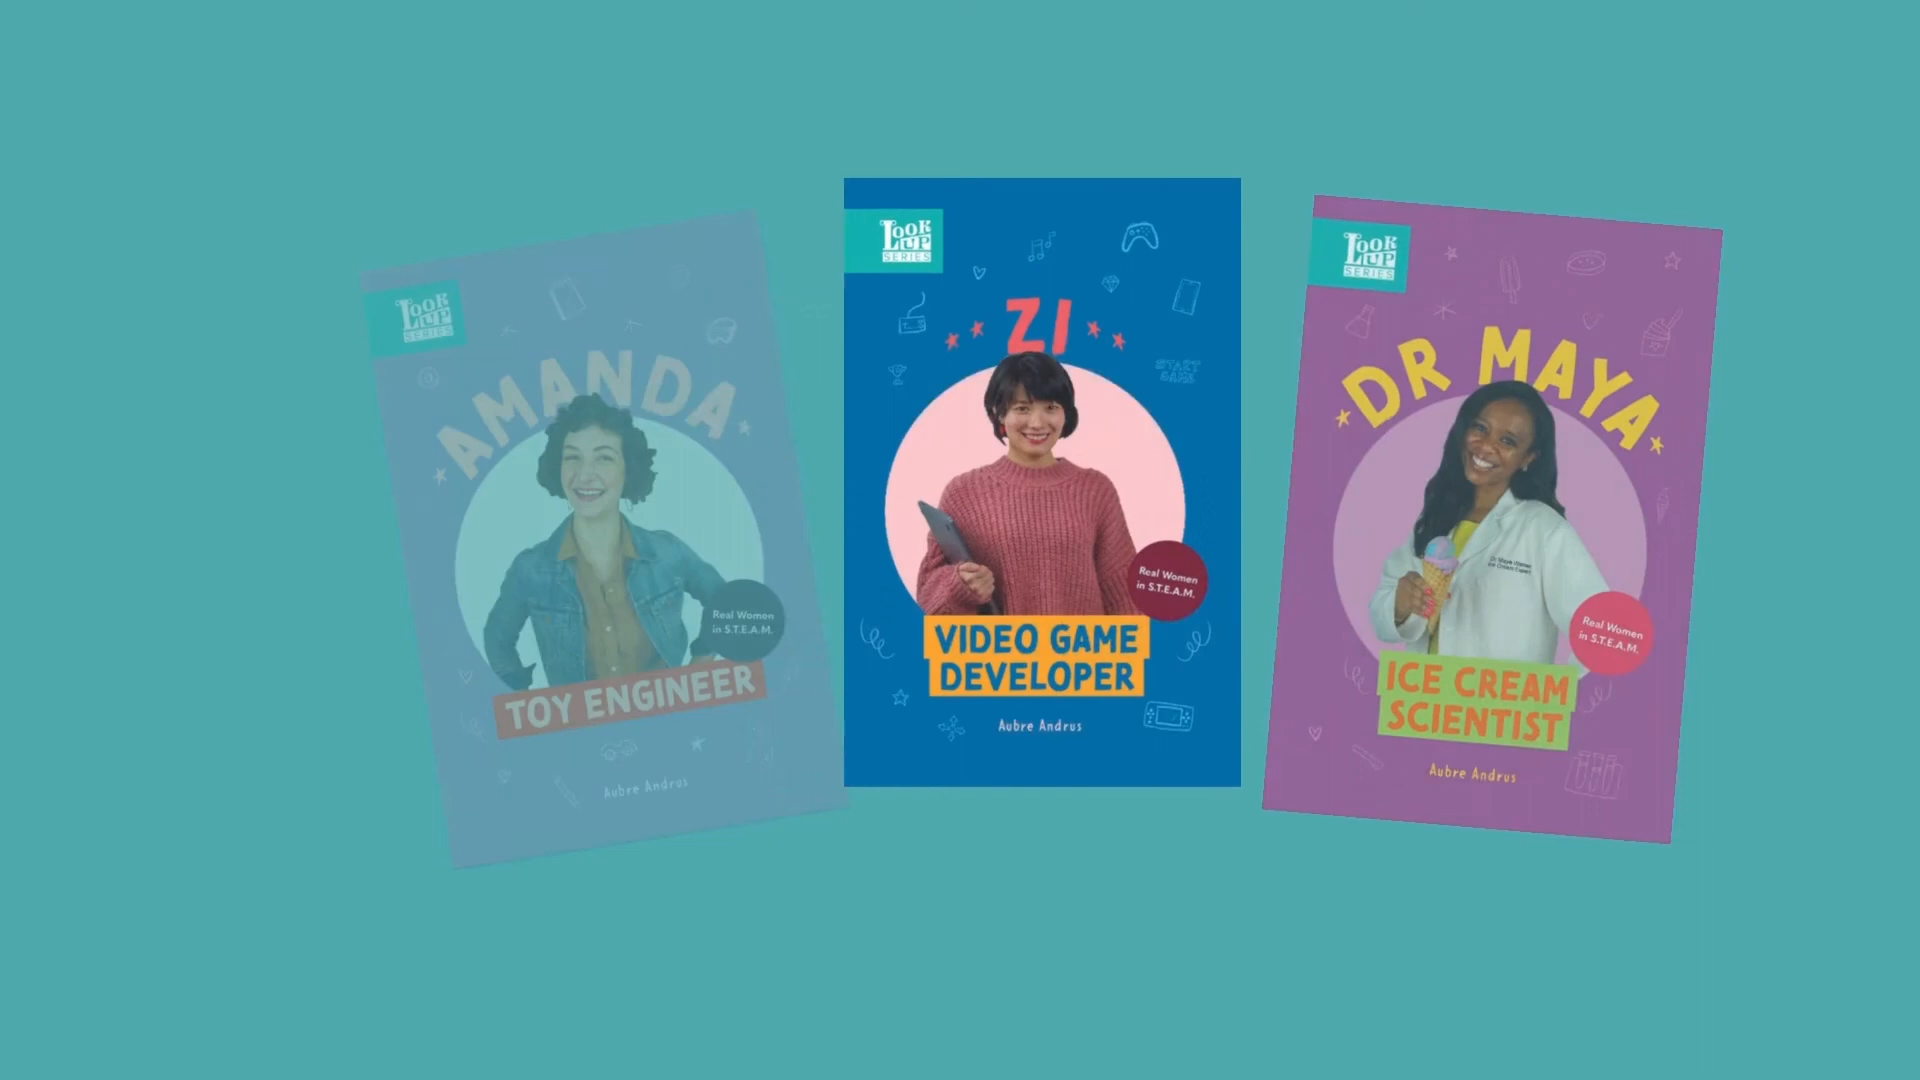 LOOK
UP
SERIES
AMANDA
Real Women
in S.T.E.A.M.
TOY ENGINEER
Aubre Andrus
LOOK
UP
SERIES
ZI
START
GAME
Real Women
in S.T.E.A.M.
VIDEO GAME
DEVELOPER
Aubre Andrus
LOOK
UP
SERIES
DR MAYA
Real Women
in S.T.E.A.M.
ICE CREAM
SCIENTIST
Aubre Andrus